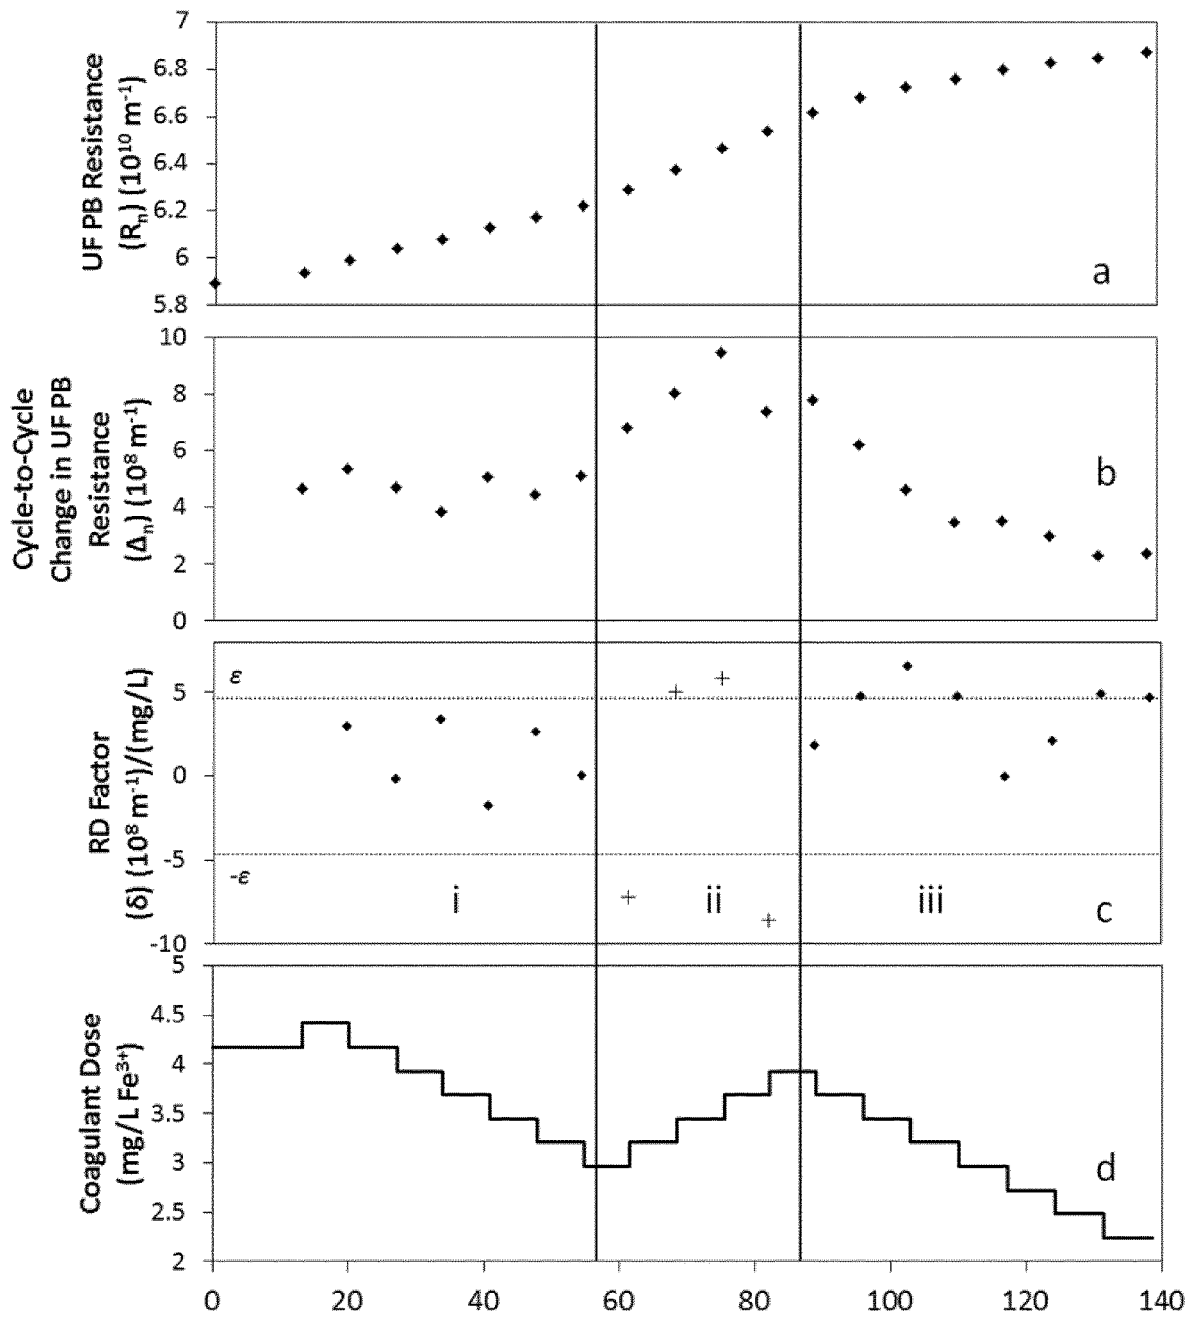 7
6.8
6.6
6.4
6.2
6
5.8
UF PB Resistance
(Rₙ) (10¹⁰ m⁻¹)
a
10
8
6
4
2
0
Cycle-to-Cycle
Change in UF PB
Resistance
(Δₙ) (10⁸ m⁻¹)
b
5
0
-5
-10
RD Factor
(δ) (10⁸ m⁻¹)/(mg/L)
ε
-ε
i ii iii c
5
4.5
4
3.5
3
2.5
2
Coagulant Dose
(mg/L Fe³⁺)
d
0 20 40 60 80 100 120 140